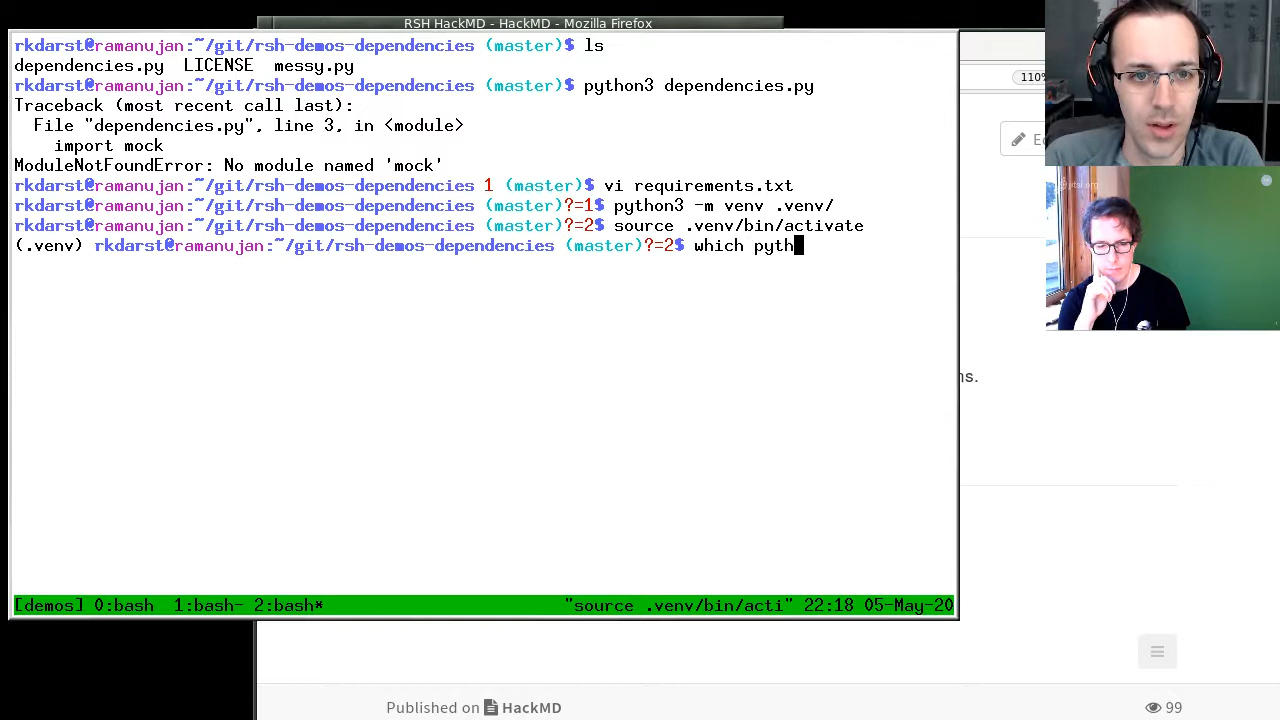 RSH HackMD - HackMD - Mozilla Firefox
rkdarst@ramanujan:~/git/rsh-demos-dependencies (master)$ ls
dependencies.py  LICENSE  messy.py
rkdarst@ramanujan:~/git/rsh-demos-dependencies (master)$ python3 dependencies.py
Traceback (most recent call last):
  File "dependencies.py", line 3, in <module>
    import mock
ModuleNotFoundError: No module named 'mock'
rkdarst@ramanujan:~/git/rsh-demos-dependencies 1 (master)$ vi requirements.txt
rkdarst@ramanujan:~/git/rsh-demos-dependencies (master)?=1$ python3 -m venv .venv/
rkdarst@ramanujan:~/git/rsh-demos-dependencies (master)?=2$ source .venv/bin/activate
(.venv) rkdarst@ramanujan:~/git/rsh-demos-dependencies (master)?=2$ which pyth
[demos] 0:bash  1:bash- 2:bash*  "source .venv/bin/acti" 22:18 05-May-20
110%
jitsi.org
ns.
Published on HackMD
99